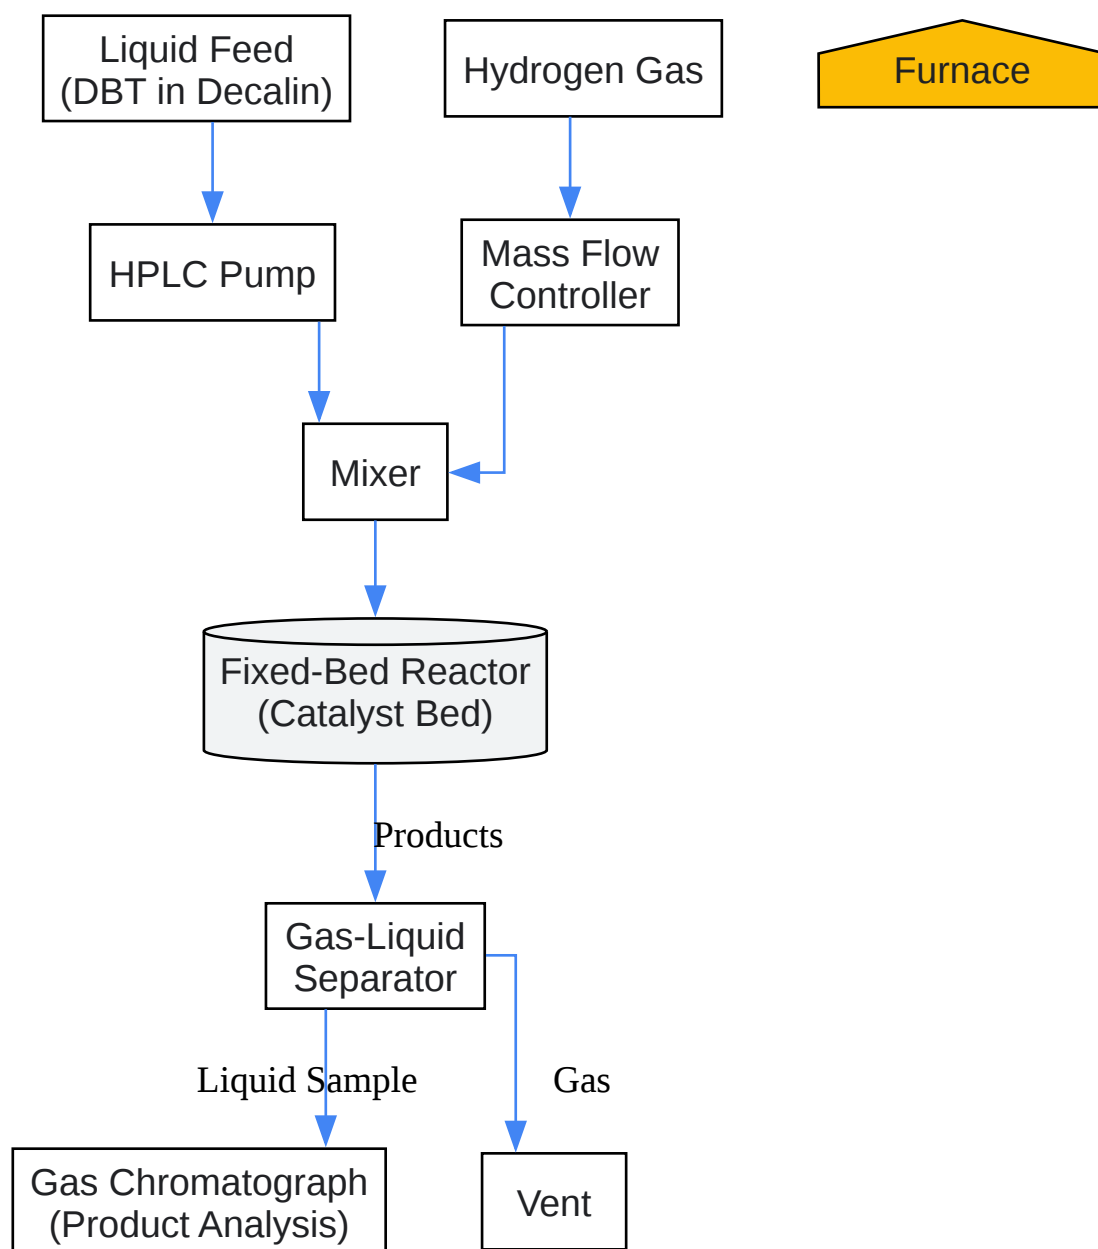 Liquid Feed
(DBT in Decalin)
Hydrogen Gas
Furnace
HPLC Pump
Mass Flow
Controller
Mixer
Fixed-Bed Reactor
(Catalyst Bed)
Products
Gas-Liquid
Separator
Liquid Sample
Gas
Gas Chromatograph
(Product Analysis)
Vent